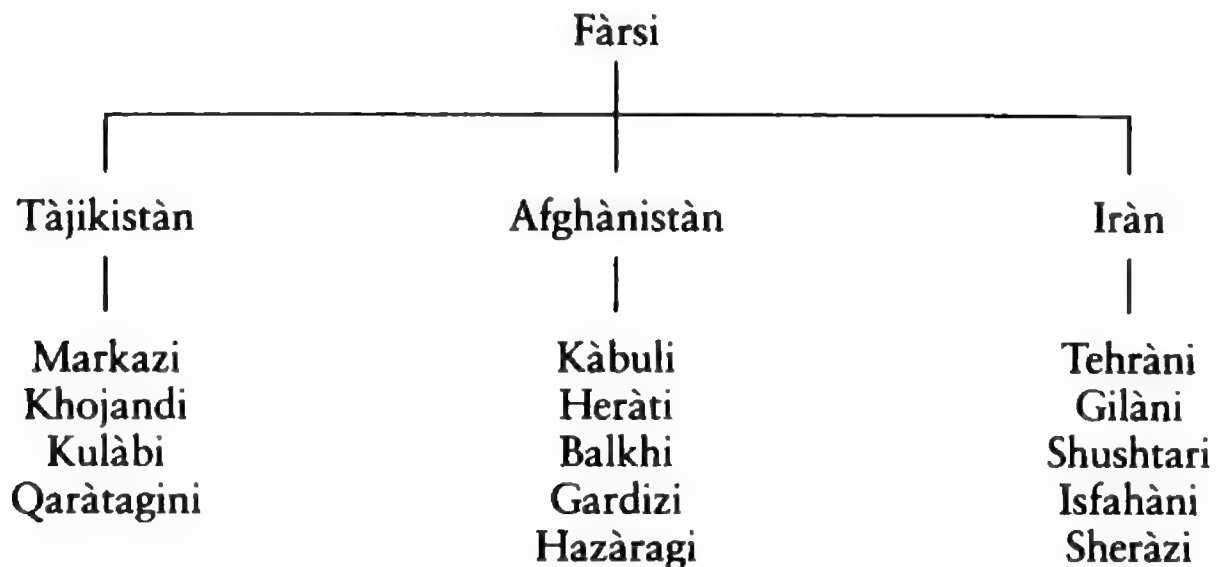 Fàrsi
Tàjikistàn Afghànistàn Iràn
Markazi Kàbuli Tehràni
Khojandi Heràti Gilàni
Kulàbi Balkhi Shushtari
Qaràtagini Gardizi Isfahàni
Hazàragi Sheràzi